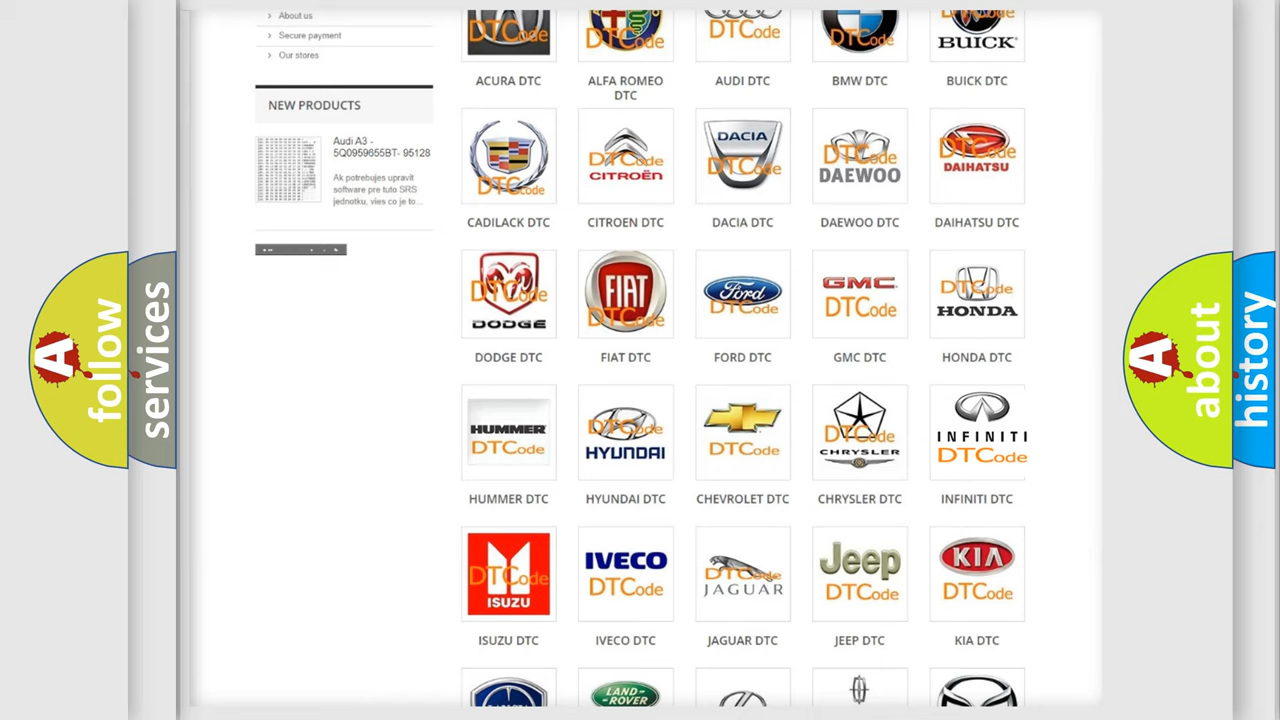 About us
Secure payment
Our stores
NEW PRODUCTS
Audi A3 -
5Q0959655BT- 95128
Ak potrebujes upravit
software pre tuto SRS
jednotku, vies co je to...
DTCode
DTCode
DTCode
DTCode
BUICK
ACURA DTC
ALFA ROMEO
DTC
AUDI DTC
BMW DTC
BUICK DTC
DTCode
DTCode
CITROËN
DACIA
DTCode
DTCode
DAEWOO
DTCode
DAIHATSU
CADILACK DTC
CITROEN DTC
DACIA DTC
DAEWOO DTC
DAIHATSU DTC
DTCode
DODGE
FIAT
DTCode
Ford
DTCode
GMC
DTCode
DTCode
HONDA
DODGE DTC
FIAT DTC
FORD DTC
GMC DTC
HONDA DTC
HUMMER
DTCode
DTCode
HYUNDAI
DTCode
DTCode
CHRYSLER
INFINITI
DTCode
HUMMER DTC
HYUNDAI DTC
CHEVROLET DTC
CHRYSLER DTC
INFINITI DTC
DTCode
ISUZU
IVECO
DTCode
DTCode
JAGUAR
Jeep
DTCode
KIA
DTCode
ISUZU DTC
IVECO DTC
JAGUAR DTC
JEEP DTC
KIA DTC
LAND-
ROVER
A follow
services
A about
history